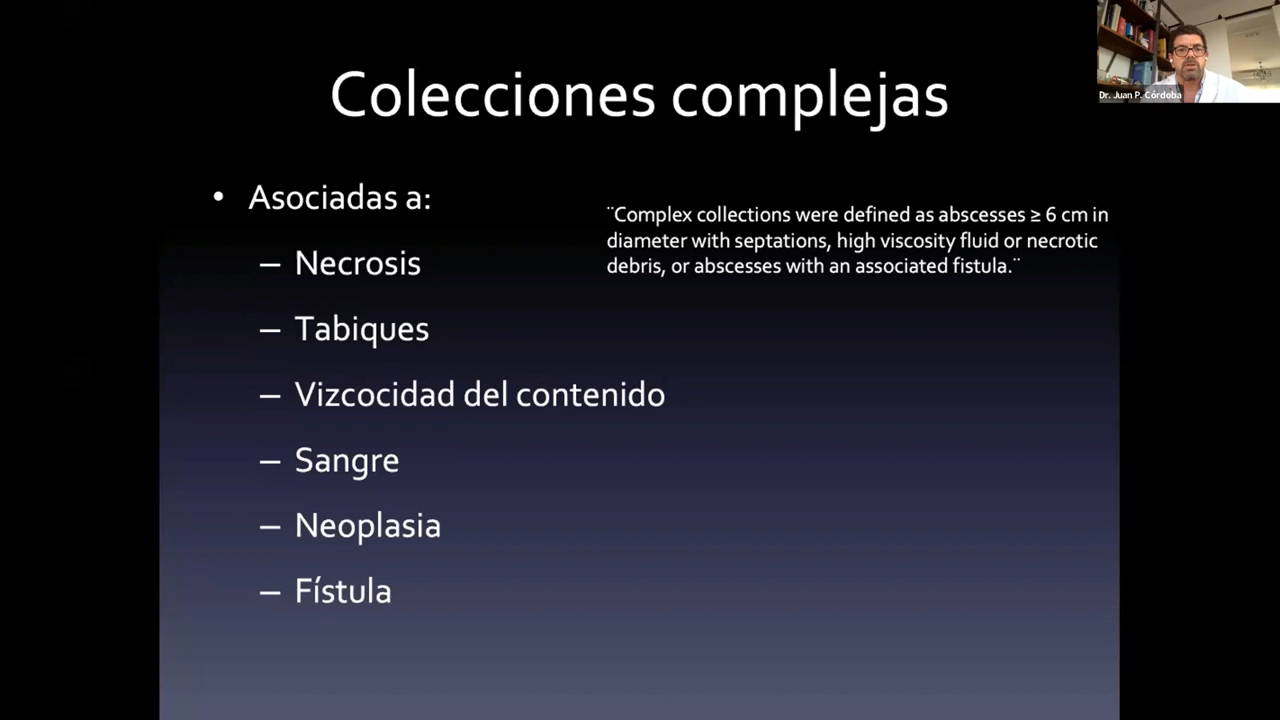 Colecciones complejas
Dr. Juan P. Córdoba
• Asociadas a:
– Necrosis
– Tabiques
– Vizcocidad del contenido
– Sangre
– Neoplasia
– Fístula
¨Complex collections were defined as abscesses ≥ 6 cm in
diameter with septations, high viscosity fluid or necrotic
debris, or abscesses with an associated fistula.¨